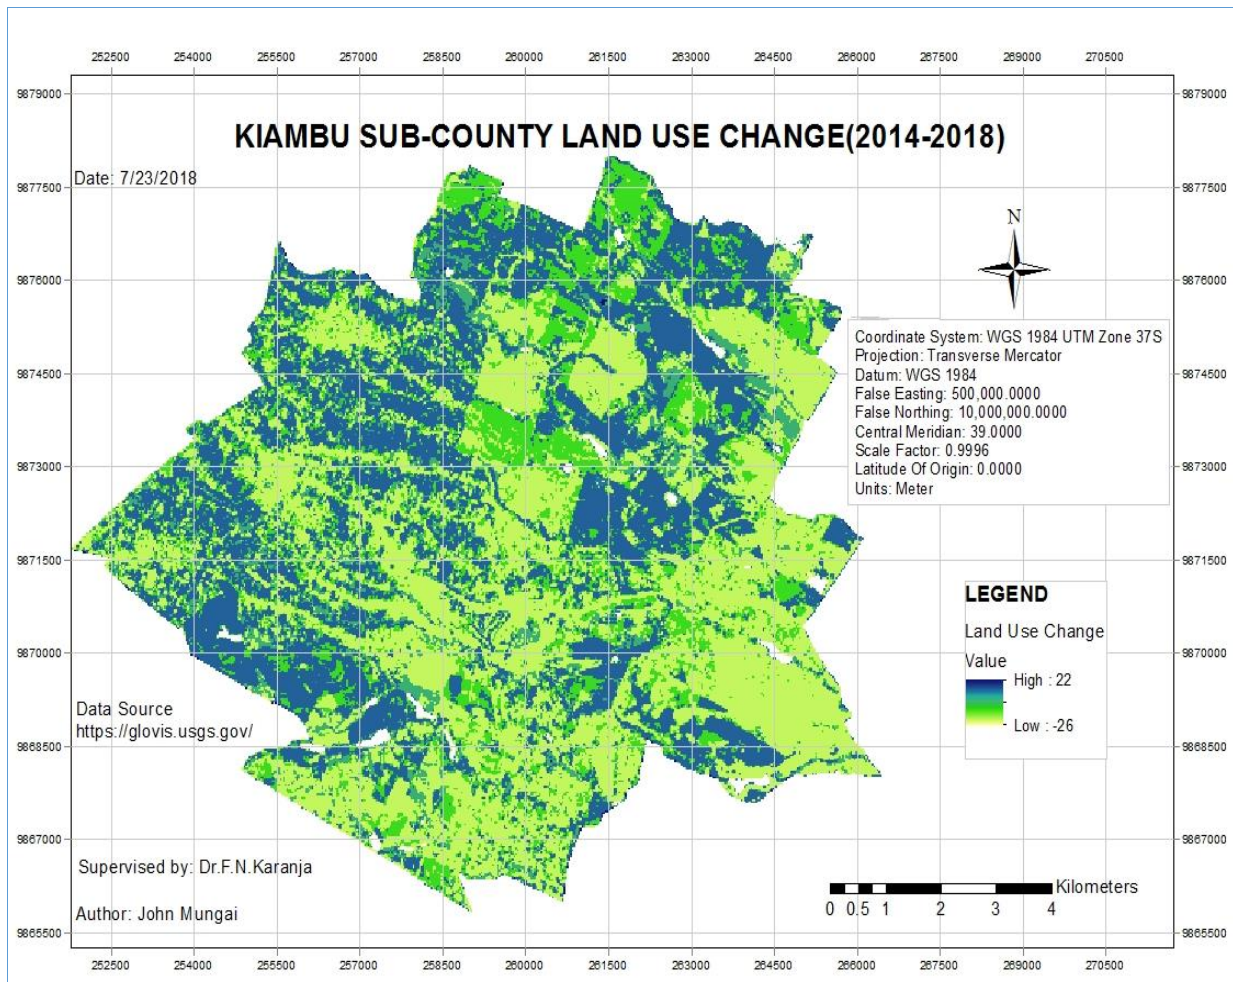 252500 254000 255500 257000 258500 260000 261500 263000 264500 266000 267500 269000 270500
9879000 9879000
KIAMBU SUB-COUNTY LAND USE CHANGE(2014-2018)
Date: 7/23/2018
9877500 9877500
N
9876000 9876000
Coordinate System: WGS 1984 UTM Zone 37S
Projection: Transverse Mercator
Datum: WGS 1984
False Easting: 500,000.0000
False Northing: 10,000,000.0000
Central Meridian: 39.0000
Scale Factor: 0.9996
Latitude Of Origin: 0.0000
Units: Meter
9874500 9874500
9873000 9873000
9871500 9871500
LEGEND
Land Use Change
Value
High : 22
Low : -26
9870000 9870000
Data Source
https://glovis.usgs.gov/
9868500 9868500
9867000 9867000
Supervised by: Dr.F.N.Karanja
Author: John Mungai
Kilometers
0 0.5 1 2 3 4
9865500 9865500
252500 254000 255500 257000 258500 260000 261500 263000 264500 266000 267500 269000 270500